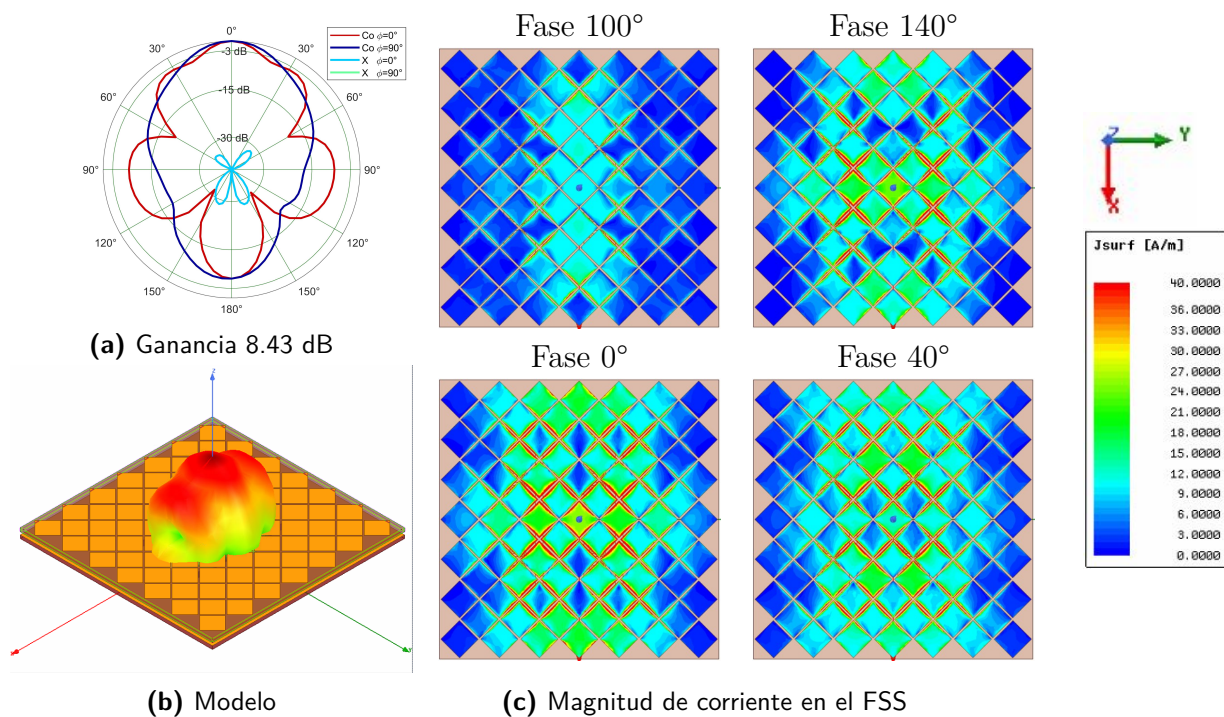 0°
30°
30°
60°
60°
90°
90°
120°
120°
150°
150°
180°
-3 dB
-15 dB
-30 dB
Co ϕ=0°
Co ϕ=90°
X ϕ=0°
X ϕ=90°
(a) Ganancia 8.43 dB
(b) Modelo
Fase 100°
Fase 140°
Fase 0°
Fase 40°
(c) Magnitud de corriente en el FSS
Z
Y
X
Jsurf [A/m]
40.0000
36.0000
33.0000
30.0000
27.0000
24.0000
21.0000
18.0000
15.0000
12.0000
9.0000
6.0000
3.0000
0.0000